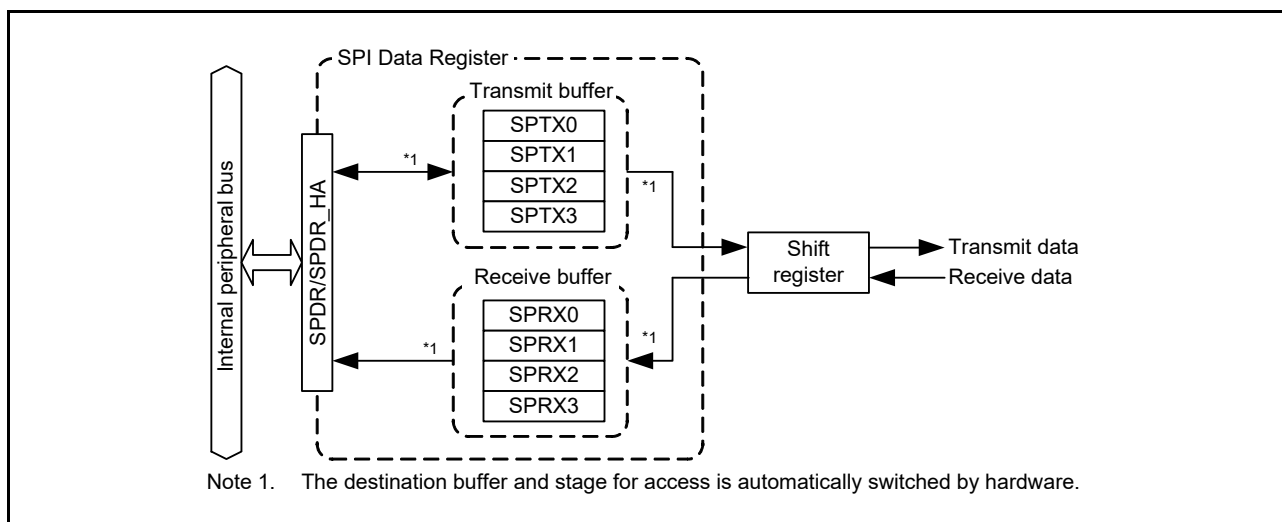 SPI Data Register
Transmit buffer
SPTX0
SPTX1
SPTX2
SPTX3
*1
*1
Internal peripheral bus
SPDR/SPDR_HA
Shift
register
Transmit data
Receive data
Receive buffer
SPRX0
SPRX1
SPRX2
SPRX3
*1
*1
Note 1. The destination buffer and stage for access is automatically switched by hardware.